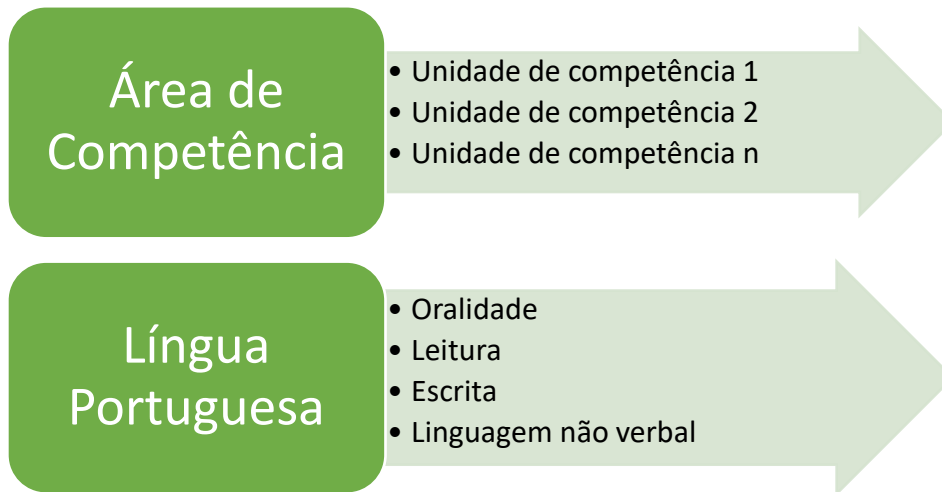 Área de
Competência
• Unidade de competência 1
• Unidade de competência 2
• Unidade de competência n
Língua
Portuguesa
• Oralidade
• Leitura
• Escrita
• Linguagem não verbal